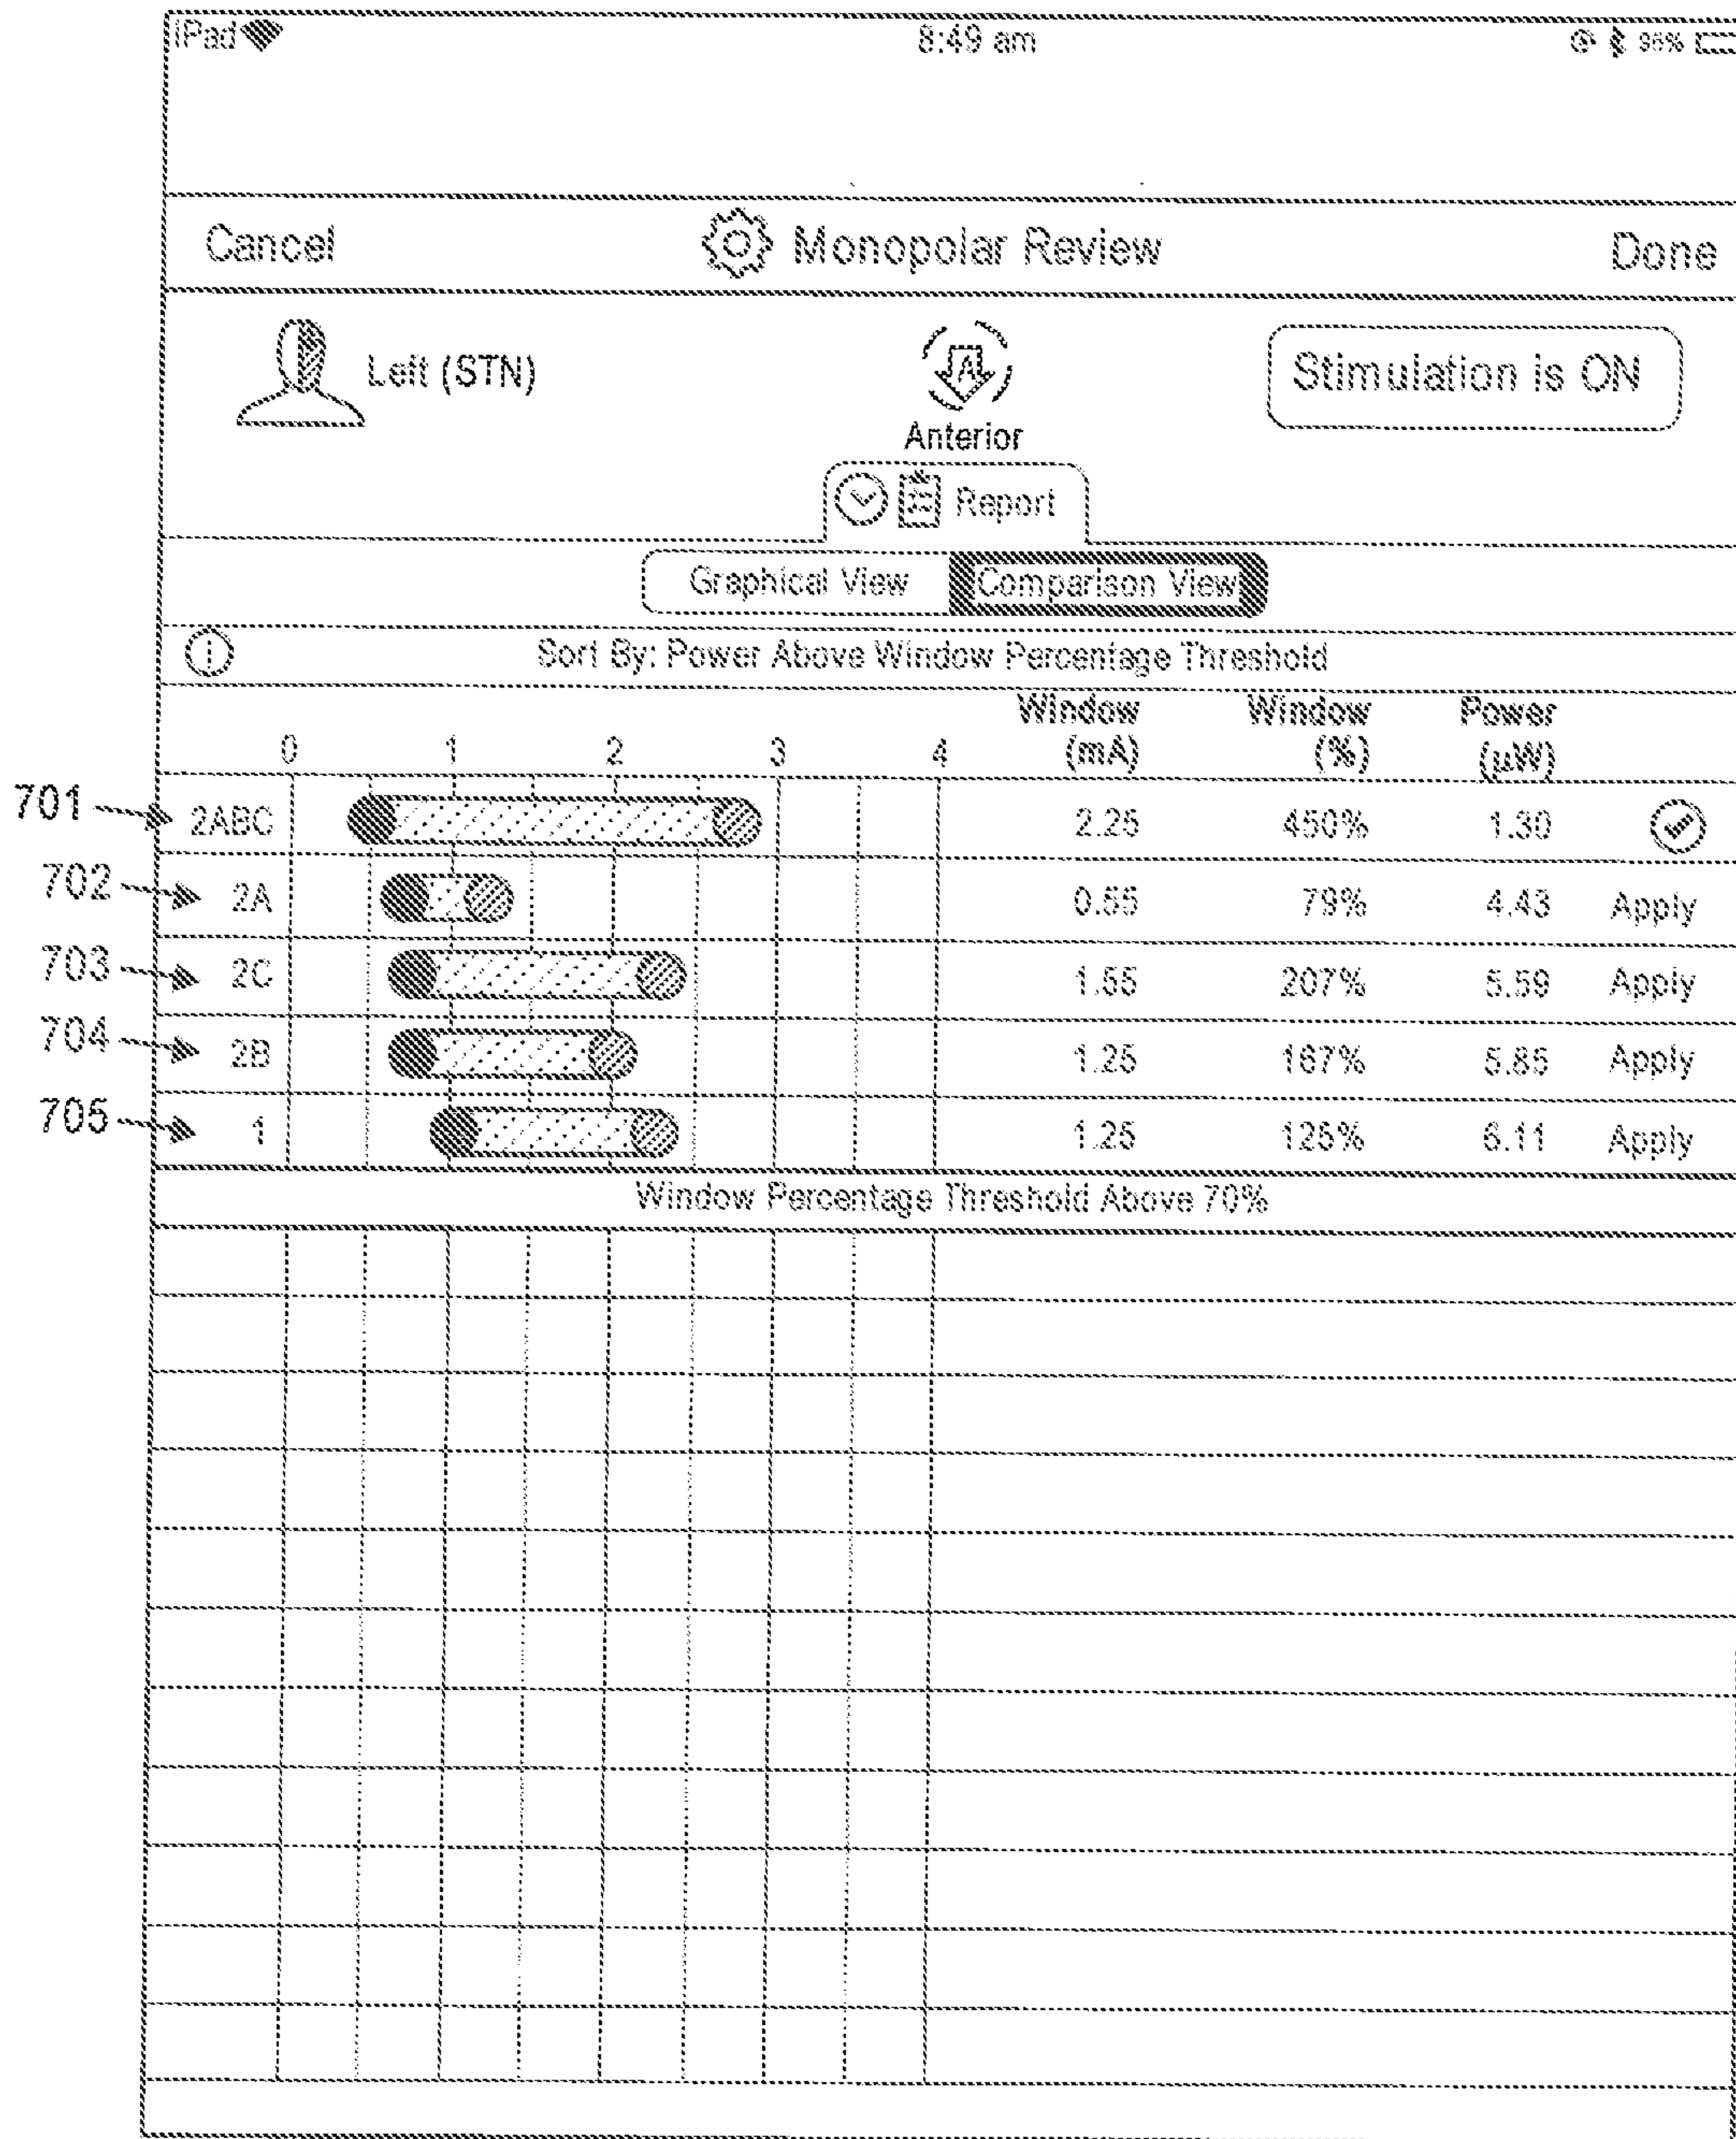 iPad 8:49 am 96%
Cancel Monopolar Review Done
Left (STN) A Stimulation is ON
Anterior
Report
Graphical View Comparison View
Sort By: Power Above Window Percentage Threshold
0 1 2 3 4 Window (mA) Window (%) Power (µW)
701 2ABC 2.25 450% 1.30
702 2A 0.55 79% 4.43 Apply
703 2C 1.55 207% 5.59 Apply
704 2B 1.25 167% 5.85 Apply
705 1 1.25 125% 6.11 Apply
Window Percentage Threshold Above 70%